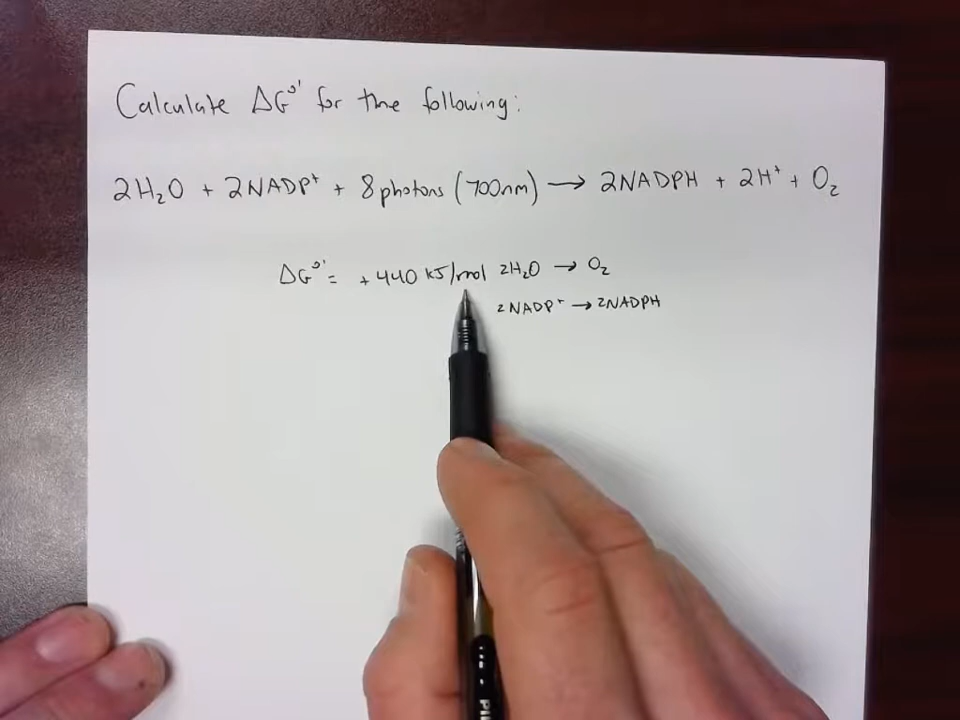 Calculate ΔG°' for the following:
2H₂O + 2NADP⁺ + 8 photons (700nm) → 2NADPH + 2H⁺ + O₂
ΔG°' = +440 kJ/mol 2H₂O → O₂
2NADP⁺ → 2NADPH